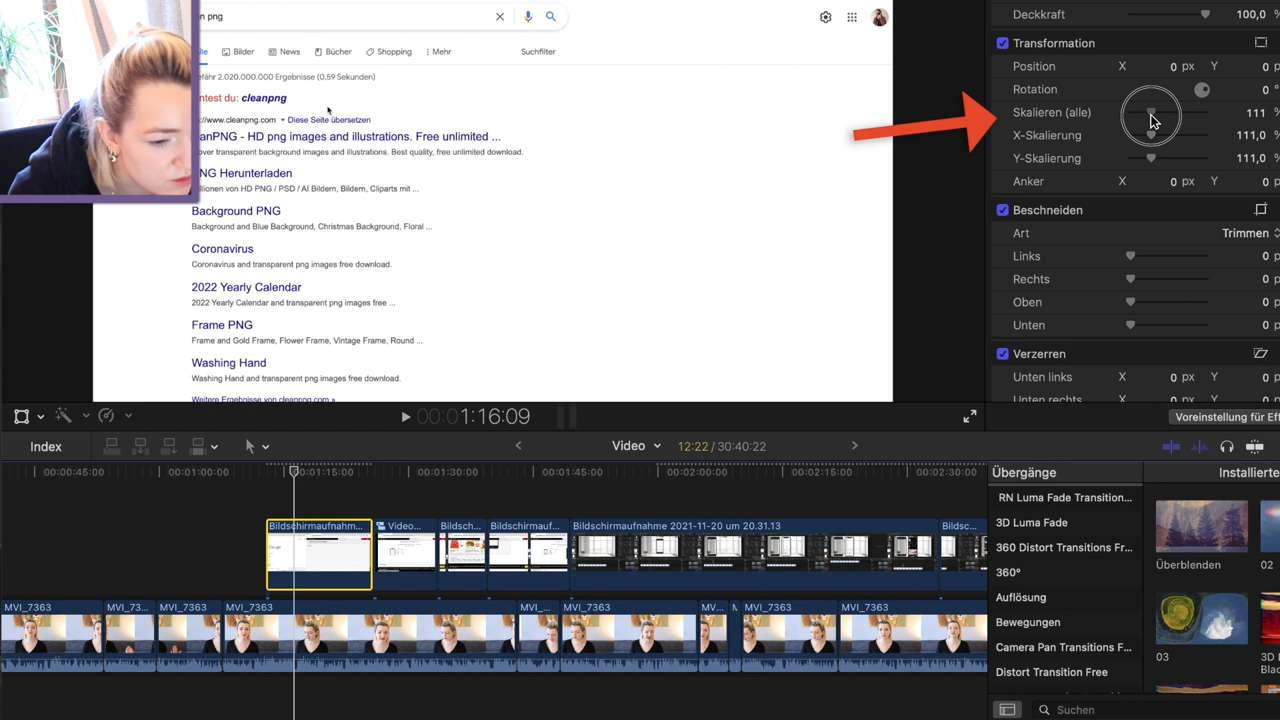 n png
lle Bilder News Bücher Shopping Mehr Suchfilter
efähr 2.020.000.000 Ergebnisse (0,59 Sekunden)
ntest du: cleanpng
://www.cleanpng.com Diese Seite übersetzen
anPNG - HD png images and illustrations. Free unlimited ...
over transparent background images and illustrations. Best quality, free unlimited download.
NG Herunterladen
illionen von HD PNG / PSD / AI Bildern, Bildern, Cliparts mit ...
Background PNG
Background and Blue Background, Christmas Background, Floral ...
Coronavirus
Coronavirus and transparent png images free download.
2022 Yearly Calendar
2022 Yearly Calendar and transparent png images free ...
Frame PNG
Frame and Gold Frame, Flower Frame, Vintage Frame, Round ...
Washing Hand
Washing Hand and transparent png images free download.
Weitere Ergebnisse von cleanpng.com »
Deckkraft 100,0 %
Transformation
Position X 0 px Y 0 p
Rotation 0 °
Skalieren (alle) 111 %
X-Skalierung 111,0 %
Y-Skalierung 111,0 %
Anker X 0 px Y 0 p
Beschneiden
Art Trimmen
Links 0 p
Rechts 0 p
Oben 0 p
Unten 0 p
Verzerren
Unten links X 0 px Y 0 p
Unten rechts X 0 px Y 0 p
00:00:01:16:09
Voreinstellung für Eff
Index
Video 12:22 / 30:40:22
00:00:45:00 00:01:00:00 00:01:15:00 00:01:30:00 00:01:45:00 00:02:00:00 00:02:15:00 00:02:30:00
Bildschirmaufnahm... Video... Bildsch... Bildschirmauf... Bildschirmaufnahme 2021-11-20 um 20.31.13 Bildsc...
MVI_7363 MVI_73... MVI_7363 MVI_7363 MVI_... MVI_7363 MV... M MVI_7363 MVI_7363
Übergänge Installierte
RN Luma Fade Transition...
3D Luma Fade
360 Distort Transitions Fr...
360°
Auflösung
Bewegungen
Camera Pan Transitions F...
Distort Transition Free
Überblenden
02
03
3D
Blac
Suchen